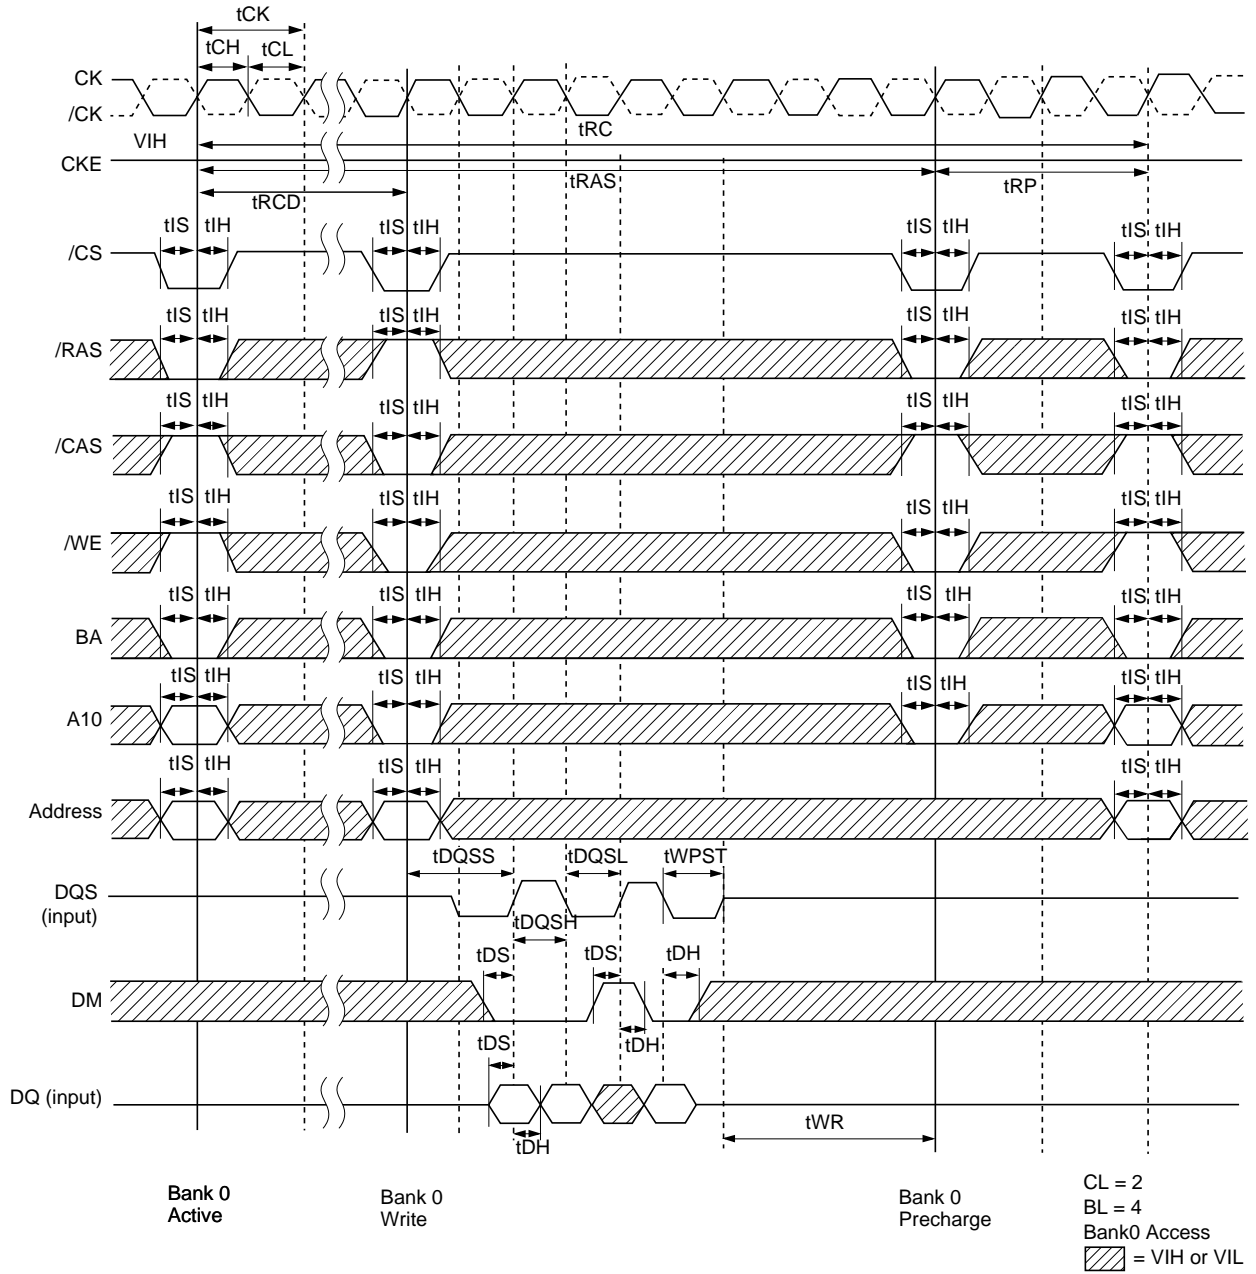 tCK
tCH tCL
CK
/CK
tRC
VIH
CKE
tRAS
tRP
tRCD
tIS tIH tIS tIH tIS tIH tIS tIH
/CS
tIS tIH tIS tIH tIS tIH tIS tIH
/RAS
tIS tIH tIS tIH tIS tIH tIS tIH
/CAS
tIS tIH tIS tIH tIS tIH tIS tIH
/WE
tIS tIH tIS tIH tIS tIH tIS tIH
BA
tIS tIH tIS tIH tIS tIH tIS tIH
A10
tIS tIH tIS tIH tIS tIH
Address
tDQSS tDQSL tWPST
DQS
(input)
tDQSH
tDS tDS tDH
DM
tDS tDH
DQ (input)
tDH
tWR
Bank 0
Active
Bank 0
Write
Bank 0
Precharge
CL = 2
BL = 4
Bank0 Access
= VIH or VIL